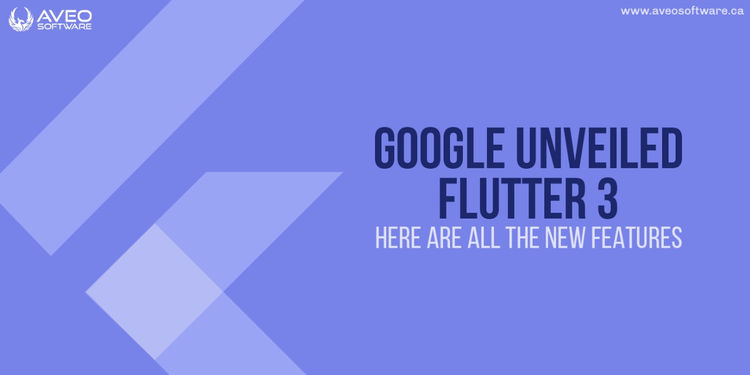 AVEO
SOFTWARE
www.aveosoftware.ca
GOOGLE UNVEILED
FLUTTER 3
HERE ARE ALL THE NEW FEATURES